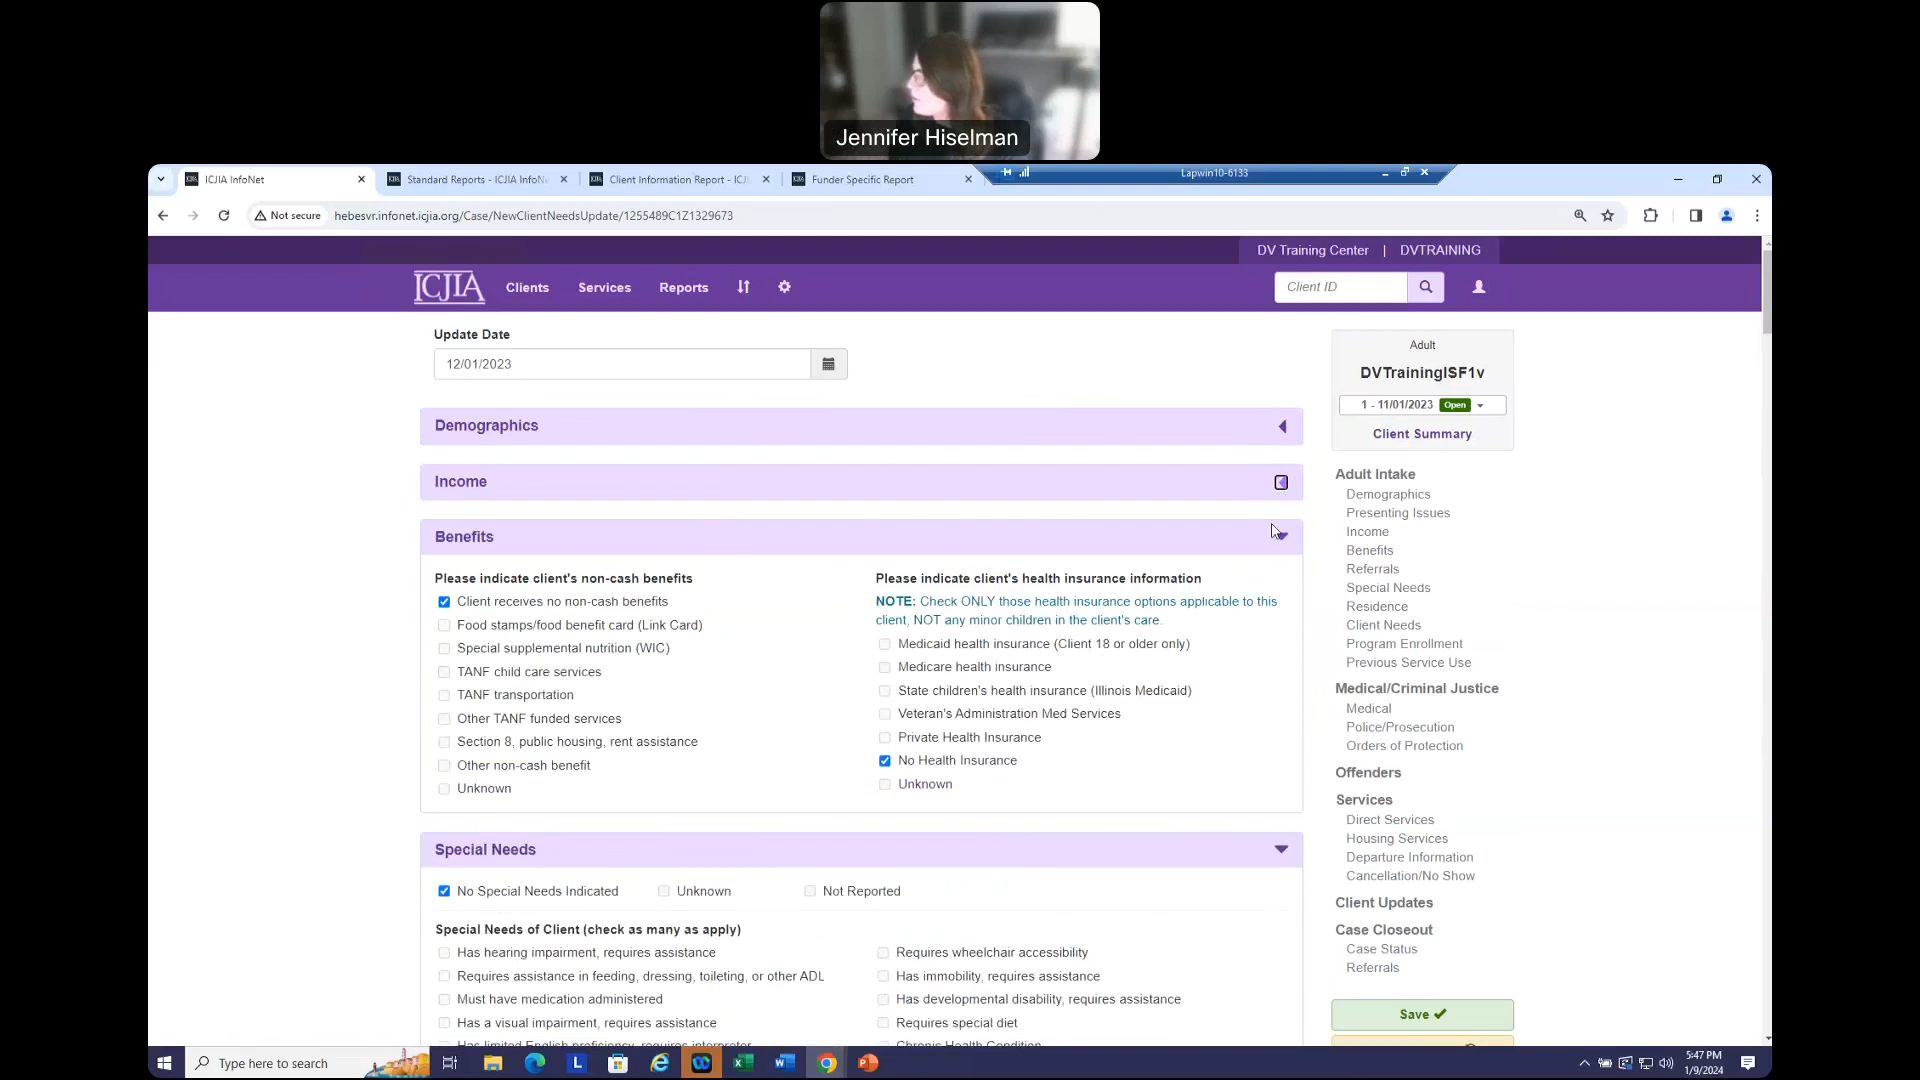 Jennifer Hiselman
ICJIA InfoNet
Standard Reports - ICJIA InfoN
Client Information Report - ICJ
Funder Specific Report
Lapwin10-6133
Not secure
hebesvr.infonet.icjia.org/Case/NewClientNeedsUpdate/1255489C1Z1329673
DV Training Center | DVTRAINING
ICJIA
Clients
Services
Reports
Client ID
Update Date
12/01/2023
Demographics
Income
Benefits
Please indicate client's non-cash benefits
Client receives no non-cash benefits
Food stamps/food benefit card (Link Card)
Special supplemental nutrition (WIC)
TANF child care services
TANF transportation
Other TANF funded services
Section 8, public housing, rent assistance
Other non-cash benefit
Unknown
Please indicate client's health insurance information
NOTE: Check ONLY those health insurance options applicable to this
client, NOT any minor children in the client's care.
Medicaid health insurance (Client 18 or older only)
Medicare health insurance
State children's health insurance (Illinois Medicaid)
Veteran's Administration Med Services
Private Health Insurance
No Health Insurance
Unknown
Special Needs
No Special Needs Indicated
Unknown
Not Reported
Special Needs of Client (check as many as apply)
Has hearing impairment, requires assistance
Requires assistance in feeding, dressing, toileting, or other ADL
Must have medication administered
Has a visual impairment, requires assistance
Has limited English proficiency, requires interpreter
Requires wheelchair accessibility
Has immobility, requires assistance
Has developmental disability, requires assistance
Requires special diet
Chronic Health Condition
Adult
DVTrainingISF1v
1 - 11/01/2023 Open
Client Summary
Adult Intake
Demographics
Presenting Issues
Income
Benefits
Referrals
Special Needs
Residence
Client Needs
Program Enrollment
Previous Service Use
Medical/Criminal Justice
Medical
Police/Prosecution
Orders of Protection
Offenders
Services
Direct Services
Housing Services
Departure Information
Cancellation/No Show
Client Updates
Case Closeout
Case Status
Referrals
Save
Type here to search
5:47 PM
1/9/2024